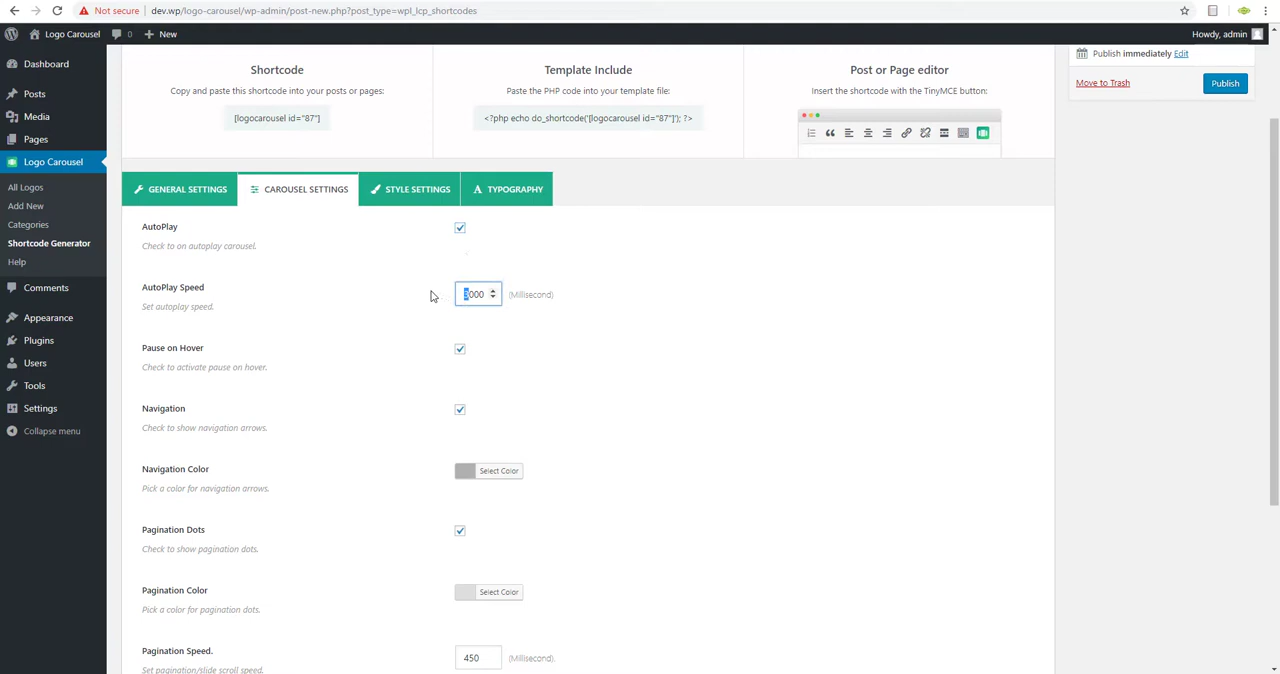 Not secure dev.wp/logo-carousel/wp-admin/post-new.php?post_type=wpl_lcp_shortcodes
Logo Carousel 0 New Howdy, admin
Dashboard
Posts
Media
Pages
Logo Carousel
All Logos
Add New
Categories
Shortcode Generator
Help
Comments
Appearance
Plugins
Users
Tools
Settings
Collapse menu
Shortcode
Copy and paste this shortcode into your posts or pages:
[logocarousel id="87"]
Template Include
Paste the PHP code into your template file:
<?php echo do_shortcode('[logocarousel id="87"]'); ?>
Post or Page editor
Insert the shortcode with the TinyMCE button:
Publish immediately Edit
Move to Trash Publish
GENERAL SETTINGS CAROUSEL SETTINGS STYLE SETTINGS TYPOGRAPHY
AutoPlay
Check to on autoplay carousel.
AutoPlay Speed
3000 (Millisecond)
Set autoplay speed.
Pause on Hover
Check to activate pause on hover.
Navigation
Check to show navigation arrows.
Navigation Color
Select Color
Pick a color for navigation arrows.
Pagination Dots
Check to show pagination dots.
Pagination Color
Select Color
Pick a color for pagination dots.
Pagination Speed.
450 (Millisecond).
Set pagination/slide scroll speed.